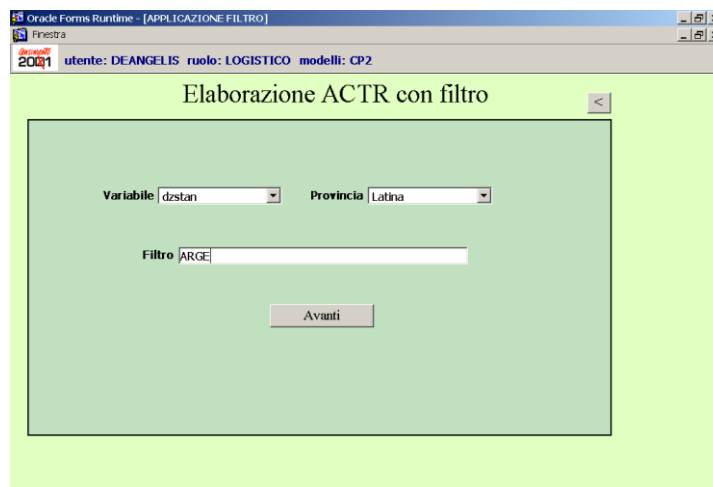 Oracle Forms Runtime - [APPLICAZIONE FILTRO]
Finestra
Censimenti 2001 utente: DEANGELIS ruolo: LOGISTICO modelli: CP2
Elaborazione ACTR con filtro
<
Variabile dzstan Provincia Latina
Filtro ARGE
Avanti